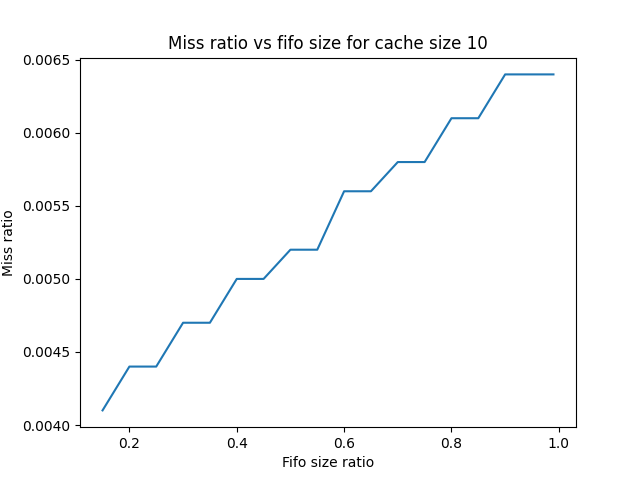 Miss ratio vs fifo size for cache size 10
0.0065
0.0060
0.0055
0.0050
0.0045
0.0040
Miss ratio
0.2 0.4 0.6 0.8 1.0
Fifo size ratio